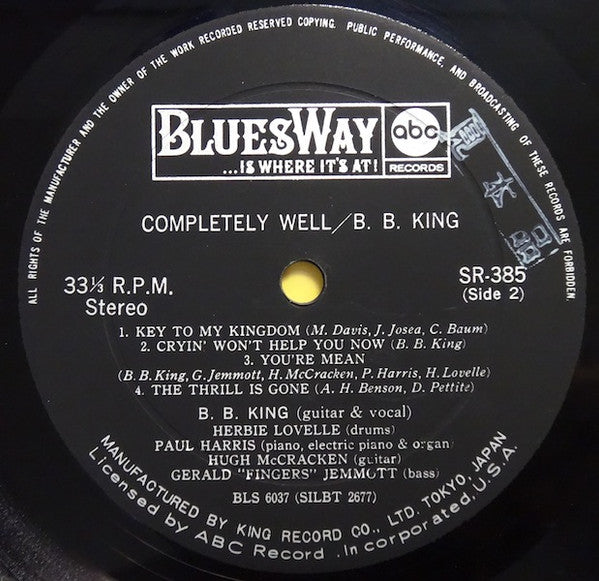 ALL RIGHTS OF THE MANUFACTURER AND THE OWNER OF THE WORK RECORDED RESERVED COPYING. PUBLIC PERFORMANCE, AND BROADCASTING OF THESE RECORDS ARE FORBIDDEN.
BLUESWAY
...IS WHERE IT'S AT!
abc
RECORDS
COMPLETELY WELL/B. B. KING
33⅓ R.P.M.
Stereo
SR-385
(Side 2)
1. KEY TO MY KINGDOM (M. Davis, J. Josea, C. Baum)
2. CRYIN' WON'T HELP YOU NOW (B. B. King)
3. YOU'RE MEAN
(B. B. King, G. Jemmott, H. McCracken, P. Harris, H. Lovelle)
4. THE THRILL IS GONE (A. H. Benson, D. Pettite)
B. B. KING (guitar & vocal)
HERBIE LOVELLE (drums)
PAUL HARRIS (piano, electric piano & organ)
HUGH McCRACKEN (guitar)
GERALD "FINGERS" JEMMOTT (bass)
BLS 6037 (SILBT 2677)
MANUFACTURED BY KING RECORD CO., LTD. TOKYO, JAPAN
Licensed by ABC Record . Incorporated, U.S.A.